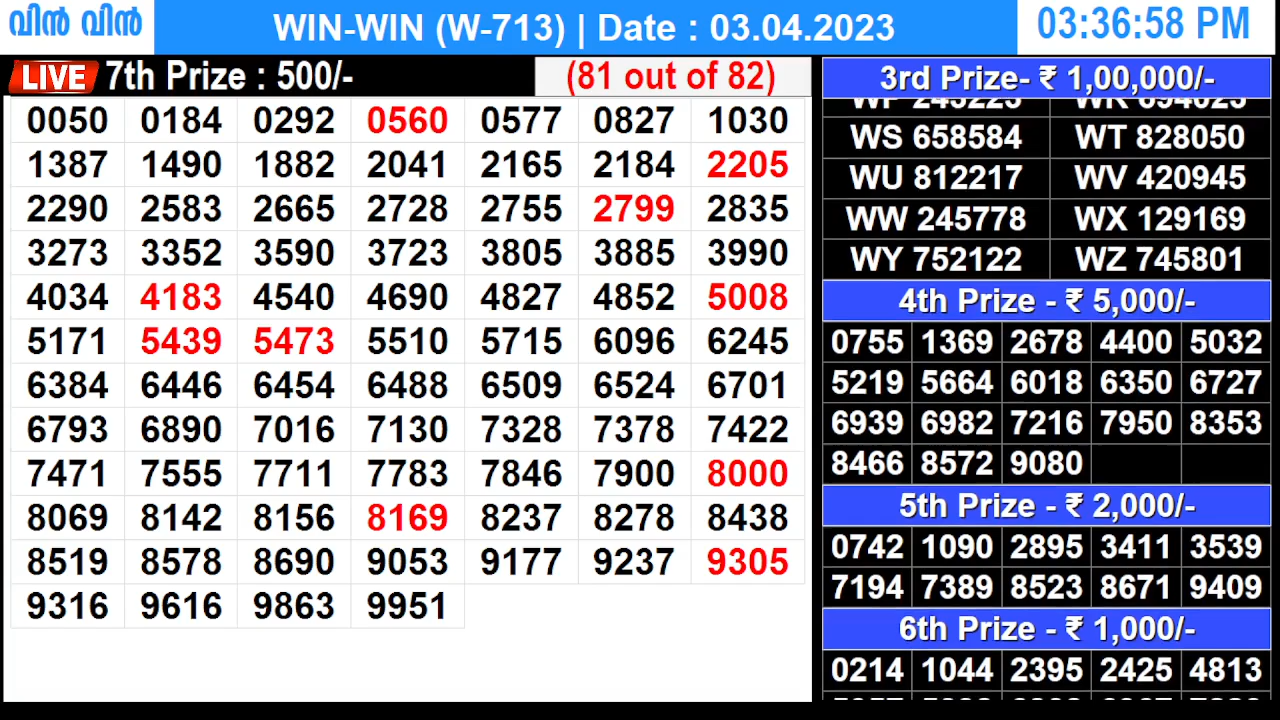 വിൻ വിൻ
WIN-WIN (W-713) | Date : 03.04.2023
03:36:58 PM
LIVE 7th Prize : 500/-
(81 out of 82)
0050 0184 0292 0560 0577 0827 1030
1387 1490 1882 2041 2165 2184 2205
2290 2583 2665 2728 2755 2799 2835
3273 3352 3590 3723 3805 3885 3990
4034 4183 4540 4690 4827 4852 5008
5171 5439 5473 5510 5715 6096 6245
6384 6446 6454 6488 6509 6524 6701
6793 6890 7016 7130 7328 7378 7422
7471 7555 7711 7783 7846 7900 8000
8069 8142 8156 8169 8237 8278 8438
8519 8578 8690 9053 9177 9237 9305
9316 9616 9863 9951
3rd Prize- ₹ 1,00,000/-
WS 658584 WT 828050
WU 812217 WV 420945
WW 245778 WX 129169
WY 752122 WZ 745801
4th Prize - ₹ 5,000/-
0755 1369 2678 4400 5032
5219 5664 6018 6350 6727
6939 6982 7216 7950 8353
8466 8572 9080
5th Prize - ₹ 2,000/-
0742 1090 2895 3411 3539
7194 7389 8523 8671 9409
6th Prize - ₹ 1,000/-
0214 1044 2395 2425 4813